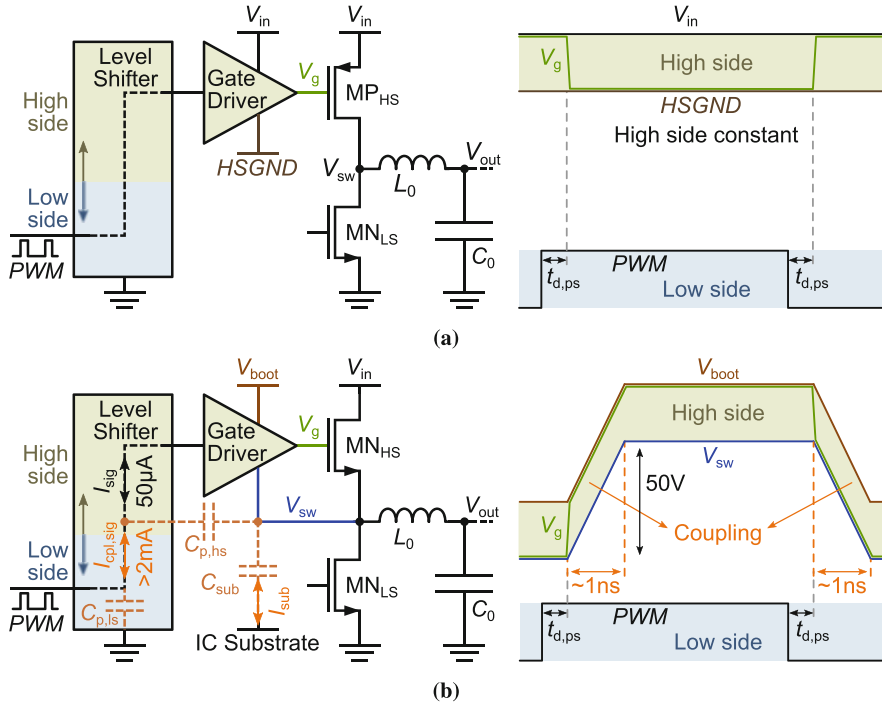 V_in
V_in
Level
Shifter
Gate
Driver
V_g
MP_HS
High
side
HSGND
V_sw
L_0
V_out
Low
side
MN_LS
C_0
PWM
V_in
V_g
High side
HSGND
High side constant
PWM
t_d,ps
t_d,ps
Low side
(a)
V_boot
V_in
Level
Shifter
Gate
Driver
V_g
MN_HS
High
side
I_sig
50µA
V_sw
L_0
V_out
C_p,hs
Low
side
I_cpl,sig
>2mA
C_sub
I_sub
MN_LS
C_0
C_p,ls
PWM
IC Substrate
V_boot
High side
V_sw
50V
V_g
Coupling
~1ns
~1ns
PWM
t_d,ps
t_d,ps
Low side
(b)